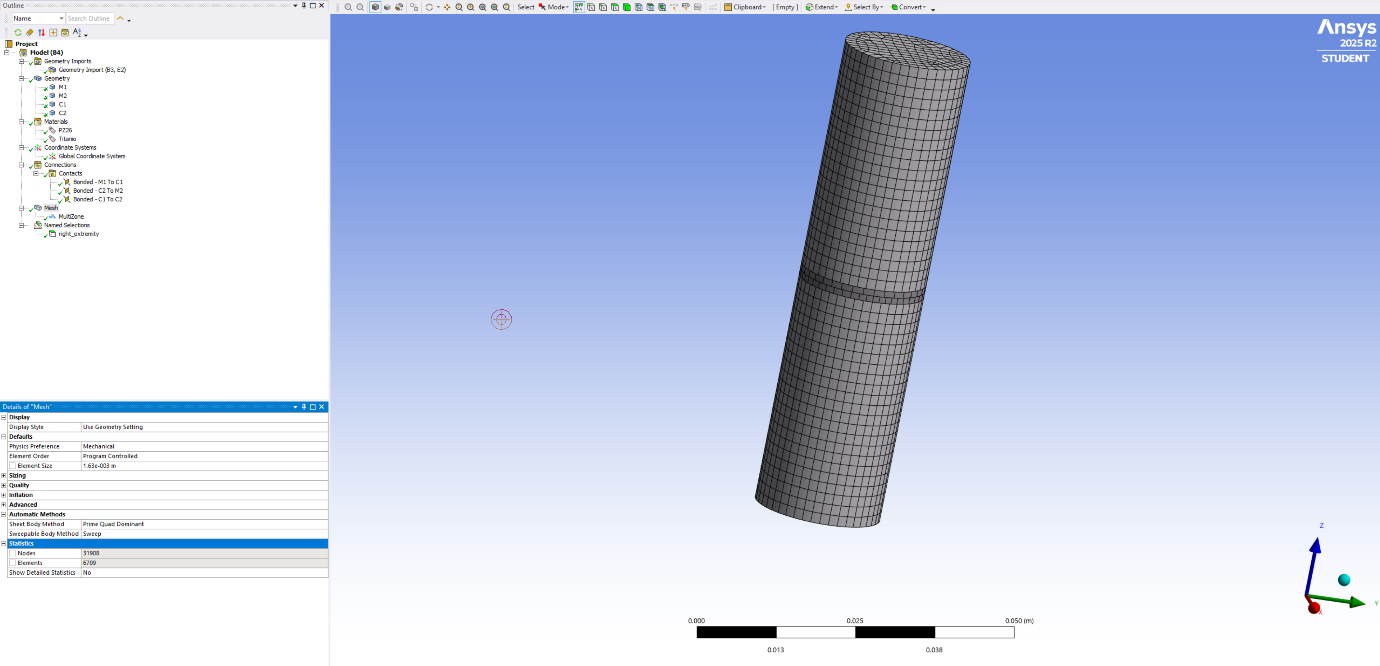 Outline
Name Search Outline
Project
Model (B4)
Geometry Imports
Geometry Import (B3, E2)
Geometry
M1
M2
C1
C2
Materials
PZ26
Titanio
Coordinate Systems
Global Coordinate System
Connections
Contacts
Bonded - M1 To C1
Bonded - C2 To M2
Bonded - C1 To C2
Mesh
MultiZone
Named Selections
right_extremity
Details of "Mesh"
Display
Display Style Use Geometry Setting
Defaults
Physics Preference Mechanical
Element Order Program Controlled
Element Size 1.63e-003 m
Sizing
Quality
Inflation
Advanced
Automatic Methods
Sheet Body Method Prime Quad Dominant
Sweepable Body Method Sweep
Statistics
Nodes 31908
Elements 6709
Show Detailed Statistics No
Select Mode Clipboard [Empty] Extend Select By Convert
Ansys
2025 R2
STUDENT
0.000 0.025 0.050 (m)
0.013 0.038
Z
Y
X